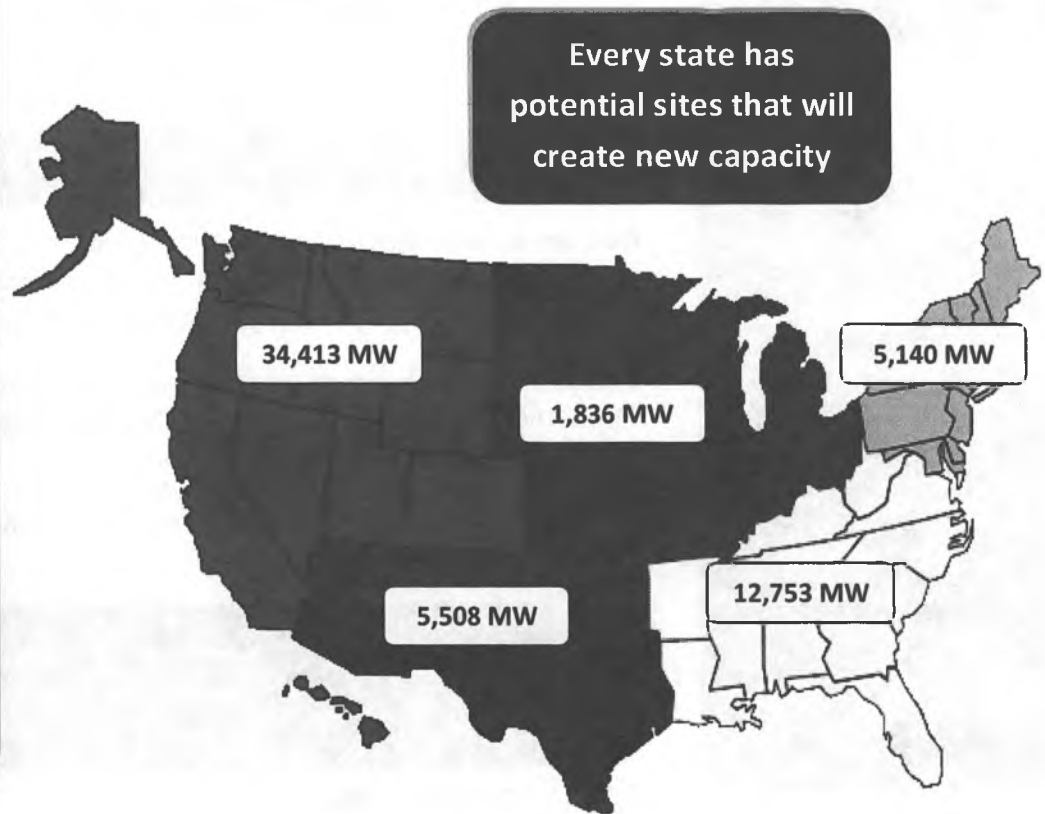 Every state has
potential sites that will
create new capacity
34,413 MW
5,140 MW
1,836 MW
12,753 MW
5,508 MW